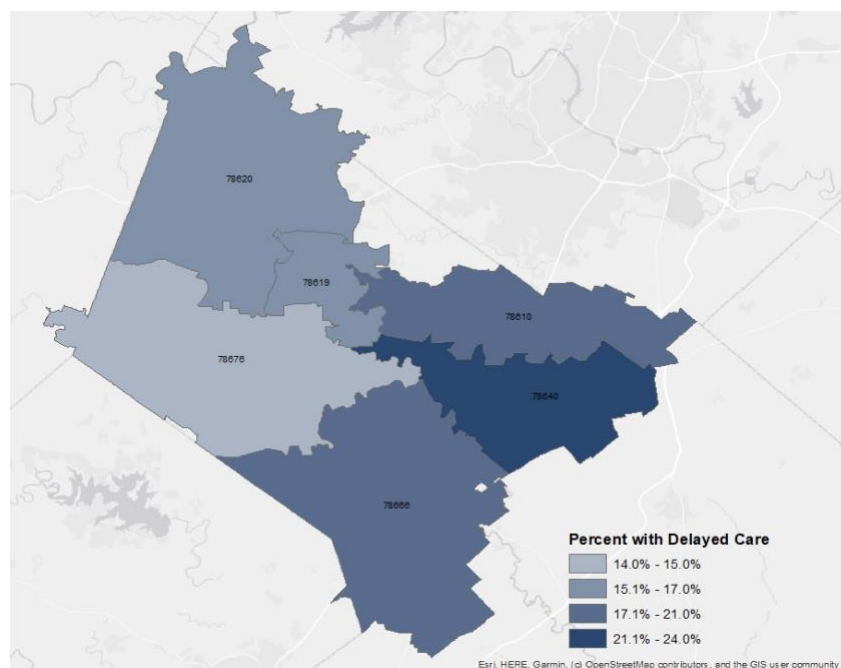 78620
78619
78610
78676
78640
78666
Percent with Delayed Care
14.0% - 15.0%
15.1% - 17.0%
17.1% - 21.0%
21.1% - 24.0%
Esri, HERE, Garmin, (c) OpenStreetMap contributors, and the GIS user community